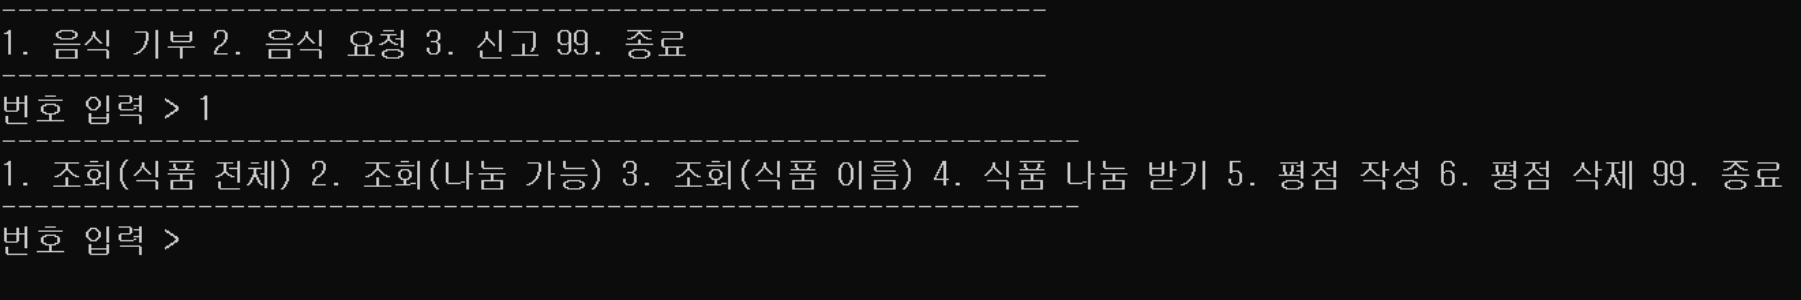 ----------------------------------------------------------------
1. 음식 기부 2. 음식 요청 3. 신고 99. 종료
----------------------------------------------------------------
번호 입력 > 1
------------------------------------------------------------------
1. 조회(식품 전체) 2. 조회(나눔 가능) 3. 조회(식품 이름) 4. 식품 나눔 받기 5. 평점 작성 6. 평점 삭제 99. 종료
------------------------------------------------------------------
번호 입력 >